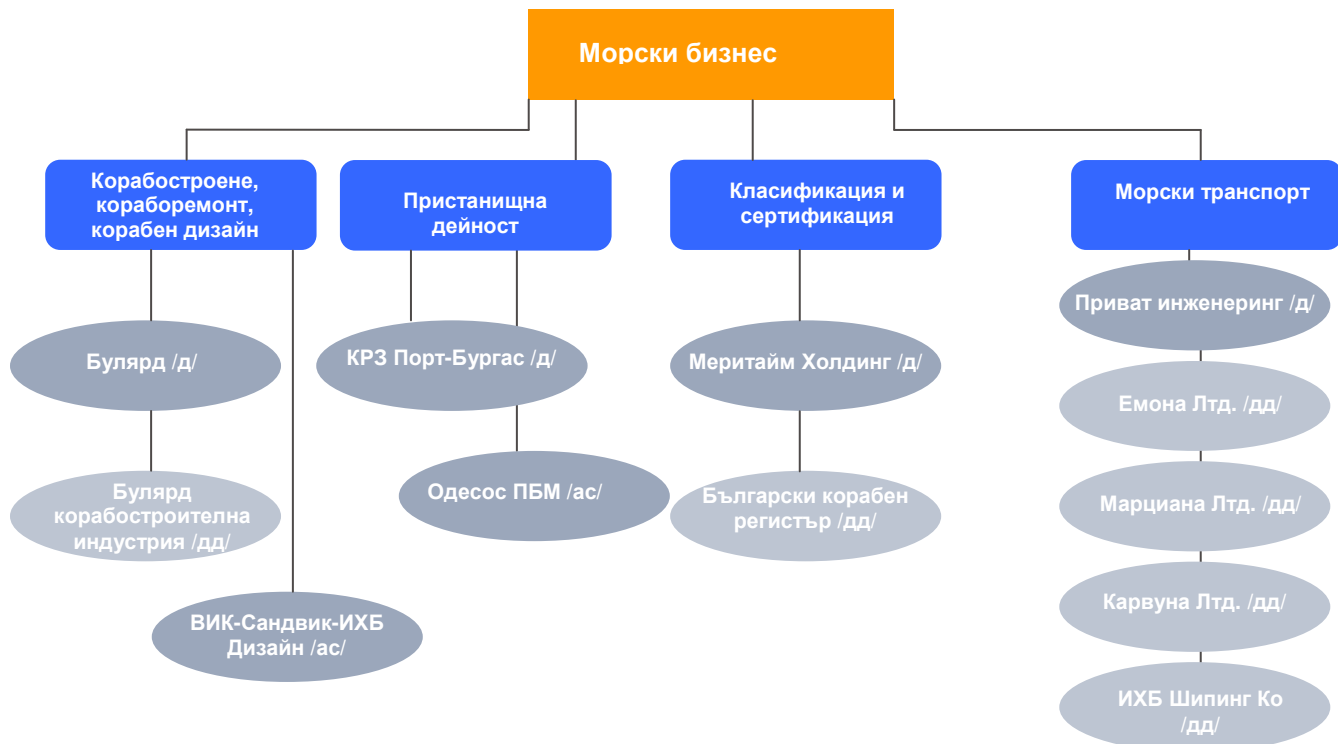 Морски бизнес
Корабостроене,
кораборемонт,
корабен дизайн
Пристанищна
дейност
Класификация и
сертификация
Морски транспорт
Приват инженеринг /д/
Булярд /д/
КРЗ Порт-Бургас /д/
Меритайм Холдинг /д/
Емона Лтд. /дд/
Булярд
корабостроителна
индустрия /дд/
Одесос ПБМ /ас/
Български корабен
регистър /дд/
Марциана Лтд. /дд/
Карвуна Лтд. /дд/
ВИК-Сандвик-ИХБ
Дизайн /ас/
ИХБ Шипинг Ко
/дд/